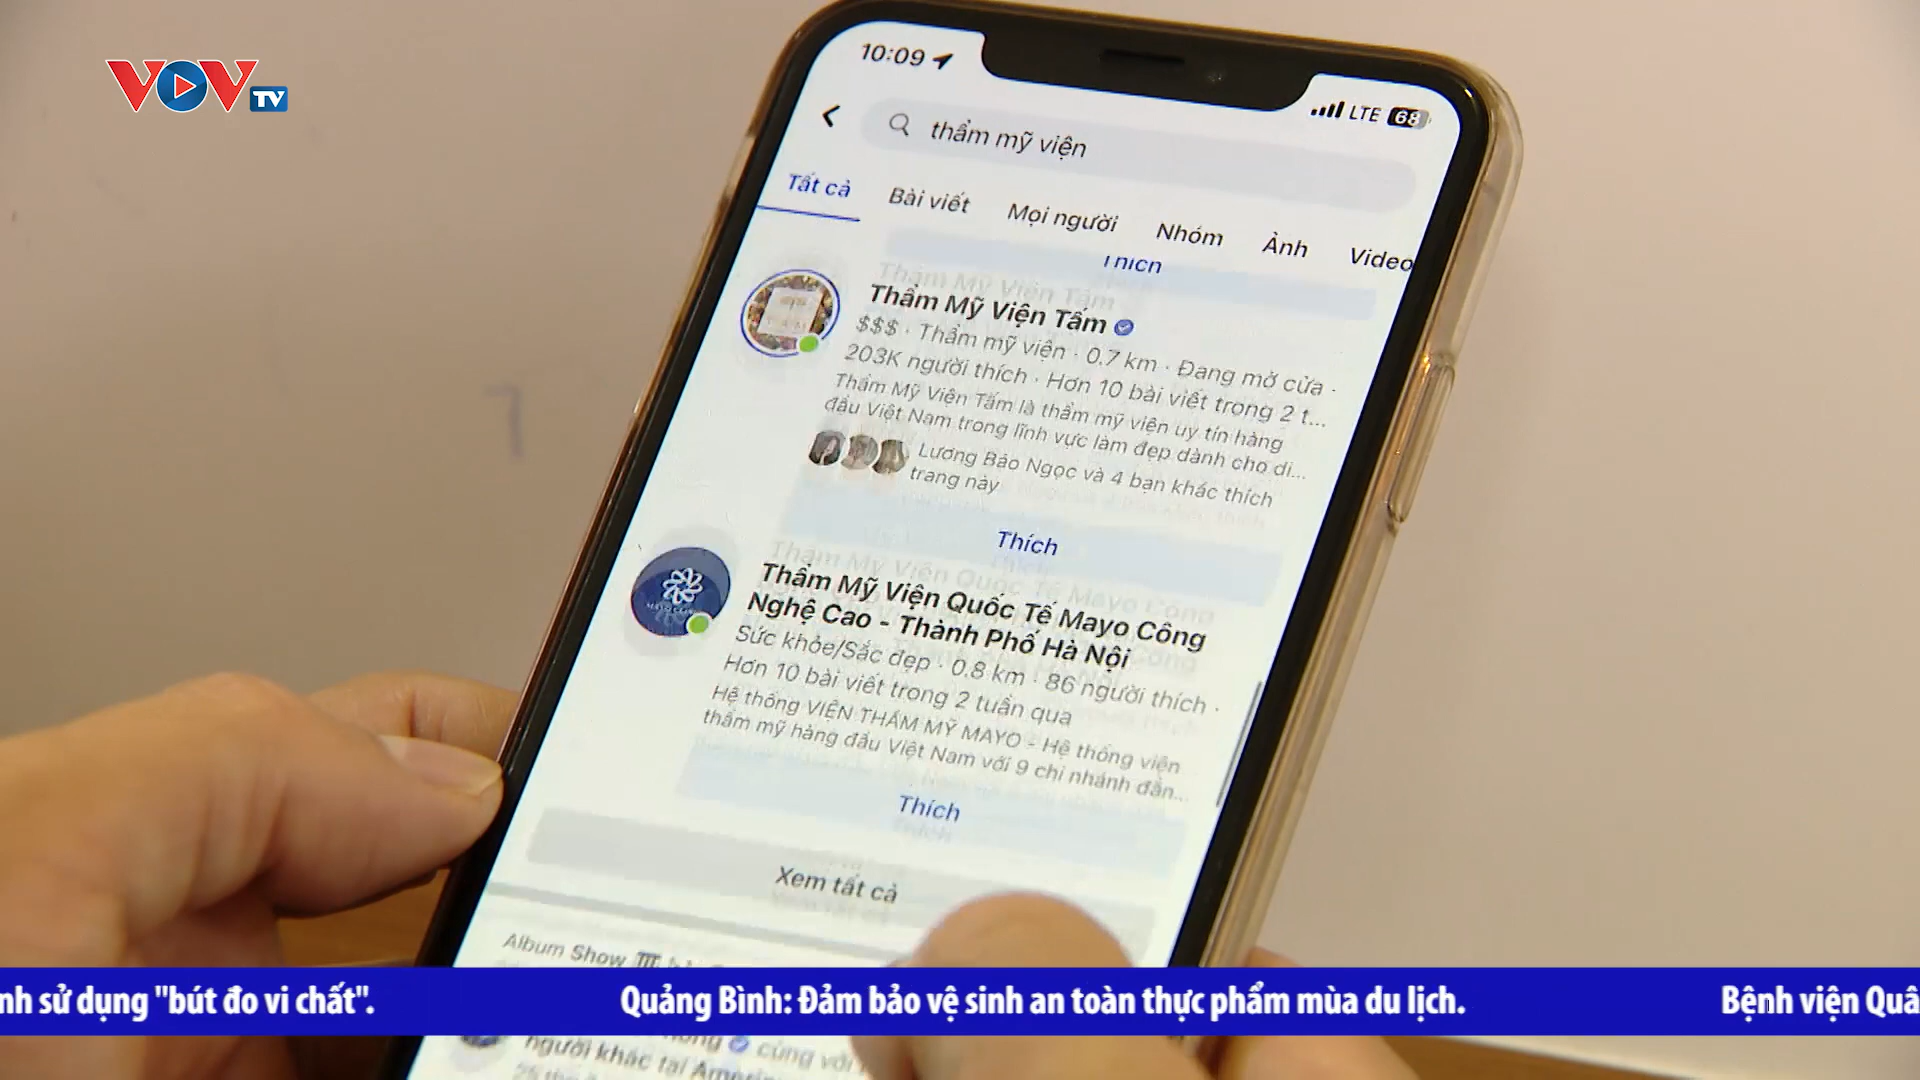 VOV TV
10:09
LTE 68
thẩm mỹ viện
Tất cả Bài viết Mọi người Nhóm Ảnh Video
Thích
Thẩm Mỹ Viện Tấm
$$$ · Thẩm mỹ viện · 0.7 km · Đang mở cửa ·
203K người thích · Hơn 10 bài viết trong 2 t...
Thẩm Mỹ Viện Tấm là thẩm mỹ viện uy tín hàng
đầu Việt Nam trong lĩnh vực làm đẹp dành cho di...
Lương Bảo Ngọc và 4 bạn khác thích
trang này
Thích
Thẩm Mỹ Viện Quốc Tế Mayo Công
Nghệ Cao - Thành Phố Hà Nội
Sức khỏe/Sắc đẹp · 0.8 km · 86 người thích ·
Hơn 10 bài viết trong 2 tuần qua
Hệ thống VIỆN THẨM MỸ MAYO - Hệ thống viện
thẩm mỹ hàng đầu Việt Nam với 9 chi nhánh đẳn...
Thích
Xem tất cả
Album Show
nh sử dụng "bút đo vi chất". Quảng Bình: Đảm bảo vệ sinh an toàn thực phẩm mùa du lịch. Bệnh viện Quâ
cùng với
người khác tại